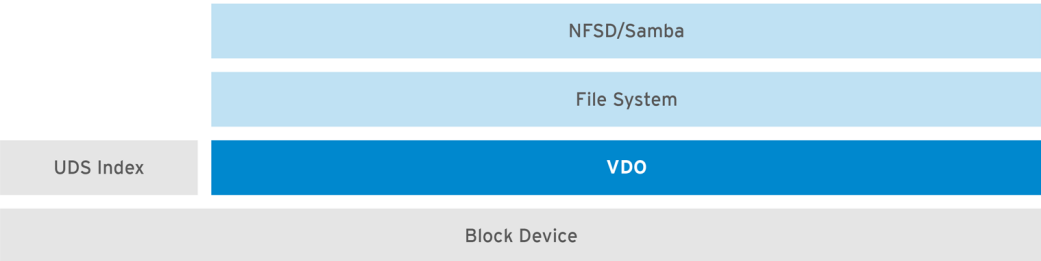 NFSD/Samba
File System
UDS Index
VDO
Block Device